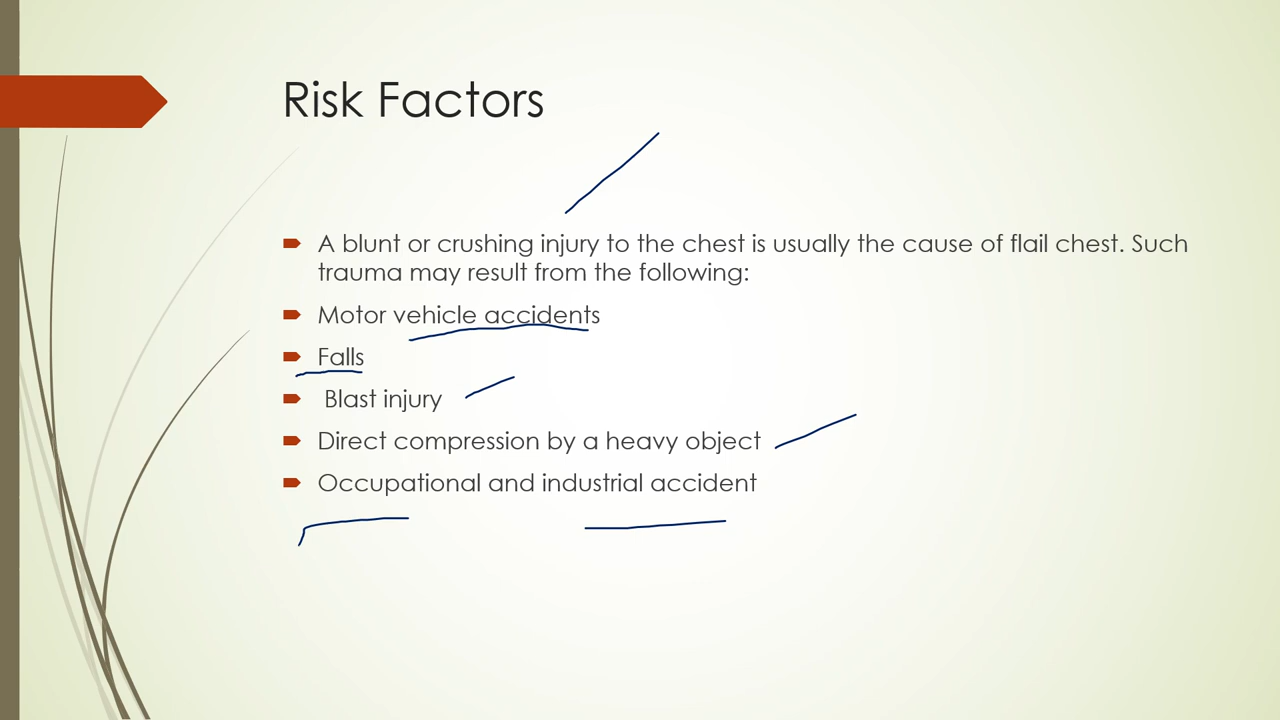 Risk Factors
A blunt or crushing injury to the chest is usually the cause of flail chest. Such
trauma may result from the following:
Motor vehicle accidents
Falls
Blast injury
Direct compression by a heavy object
Occupational and industrial accident